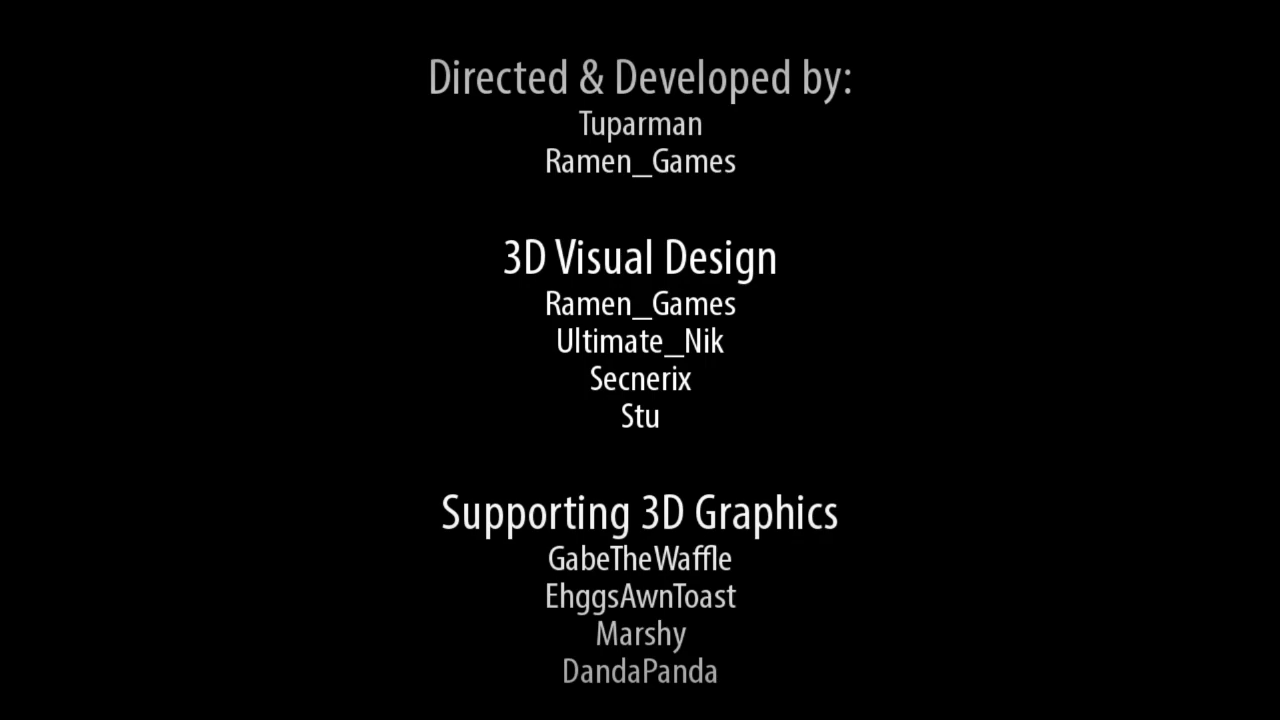 Directed & Developed by:
Tuparman
Ramen_Games
3D Visual Design
Ramen_Games
Ultimate_Nik
Secnerix
Stu
Supporting 3D Graphics
GabeTheWaffle
EhggsAwnToast
Marshy
DandaPanda